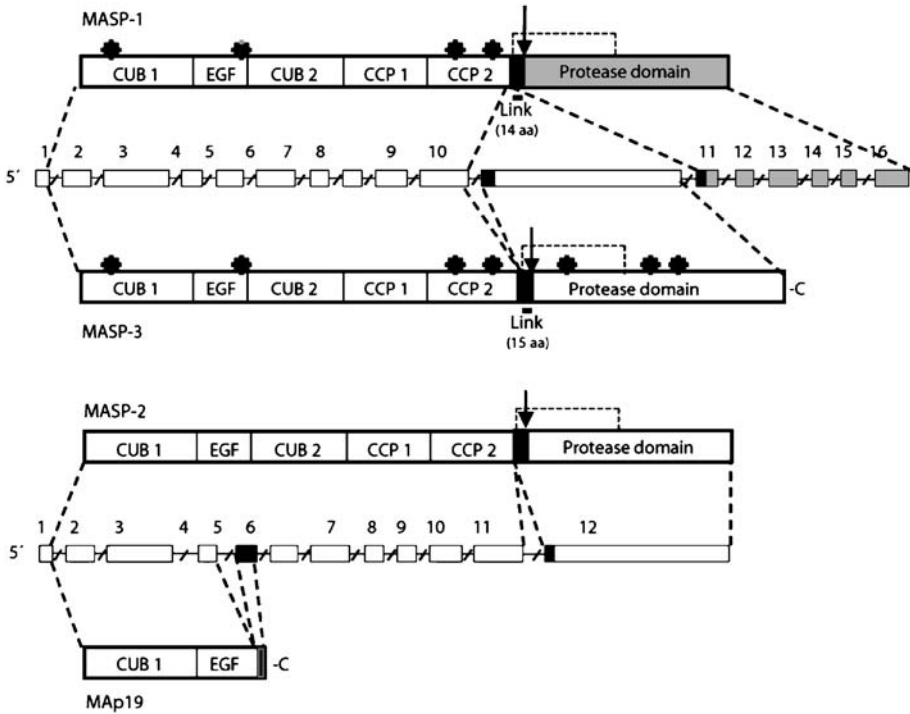 MASP-1
CUB 1 EGF CUB 2 CCP 1 CCP 2 Protease domain
Link
(14 aa)
1 2 3 4 5 6 7 8 9 10 11 12 13 14 15 16
5´
CUB 1 EGF CUB 2 CCP 1 CCP 2 Protease domain -C
Link
(15 aa)
MASP-3
MASP-2
CUB 1 EGF CUB 2 CCP 1 CCP 2 Protease domain
1 2 3 4 5 6 7 8 9 10 11 12
5´
CUB 1 EGF -C
MAp19